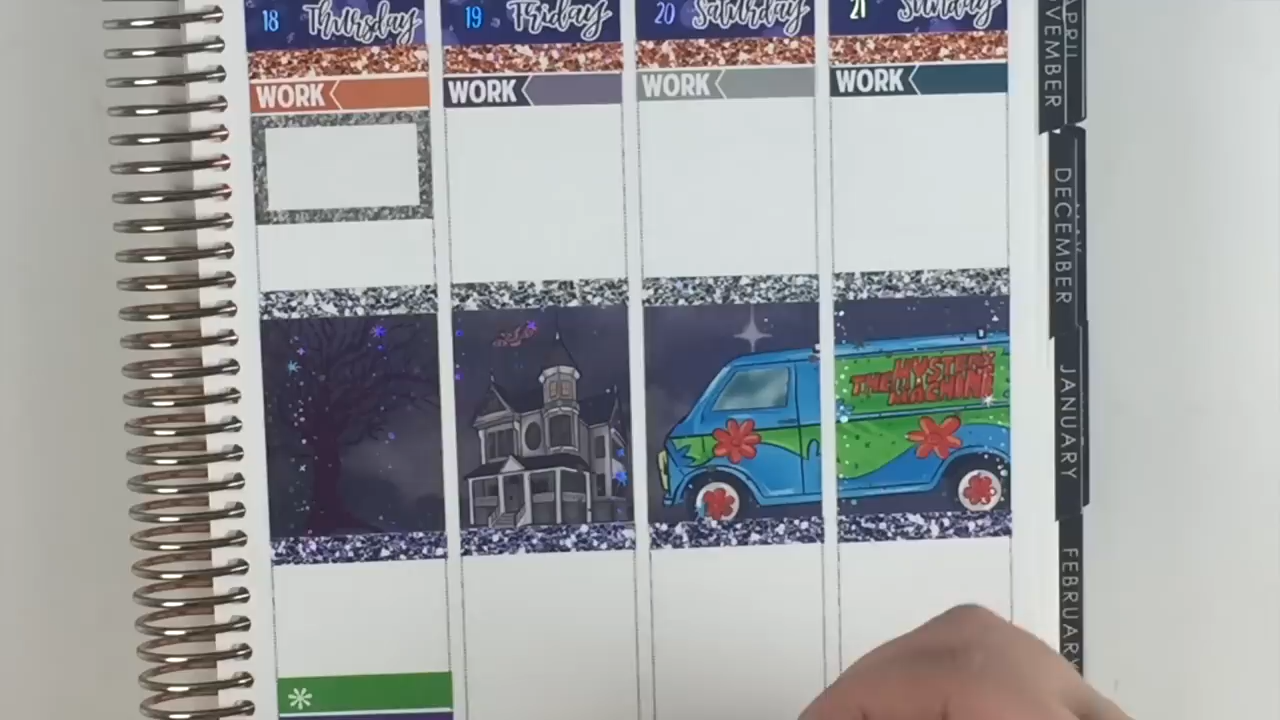 18 Thursday 19 Friday 20 Saturday 21 Sunday
WORK WORK WORK WORK
THE MYSTERY
MACHINE
APRIL
VEMBER
DECEMBER
JANUARY
FEBRUARY